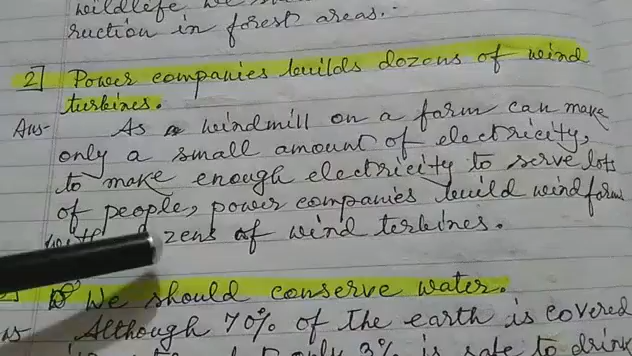 wildlife we
ruction in forest areas.
2] Power companies builds dozens of wind
turbines.
Ans- As a windmill on a farm can make
only a small amount of electricity,
to make enough electricity to serve lots
of people, power companies build wind farms
zens of wind terbines.
We should conserve water.
Although 70% of the earth is covered
only 3% is safe to drink